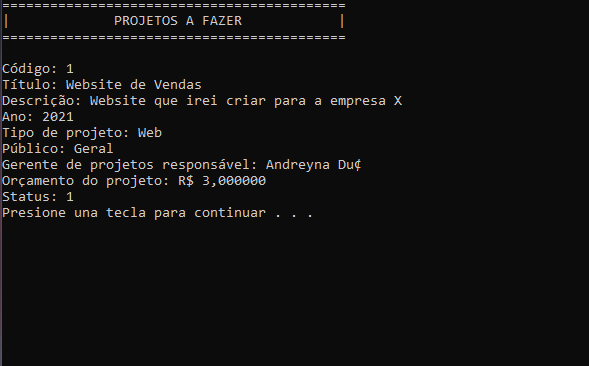 ===========================================
|             PROJETOS A FAZER            |
===========================================
Código: 1
Título: Website de Vendas
Descrição: Website que irei criar para a empresa X
Ano: 2021
Tipo de projeto: Web
Público: Geral
Gerente de projetos responsável: Andreyna Du¢
Orçamento do projeto: R$ 3,000000
Status: 1
Presione una tecla para continuar . . .